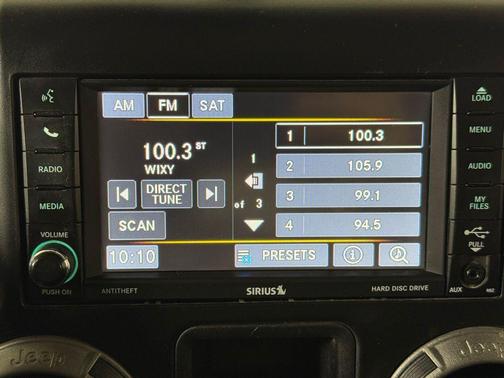 AM FM SAT
LOAD
1 100.3
MENU
100.3 ST
WIXY
1
2 105.9
RADIO
AUDIO
DIRECT TUNE
of 3
3 99.1
MEDIA
MY FILES
SCAN
4 94.5
VOLUME
10:10
PRESETS
PULL
PUSH ON
ANTITHEFT
SIRIUS
HARD DISC DRIVE
AUX
Jeep
Jeep